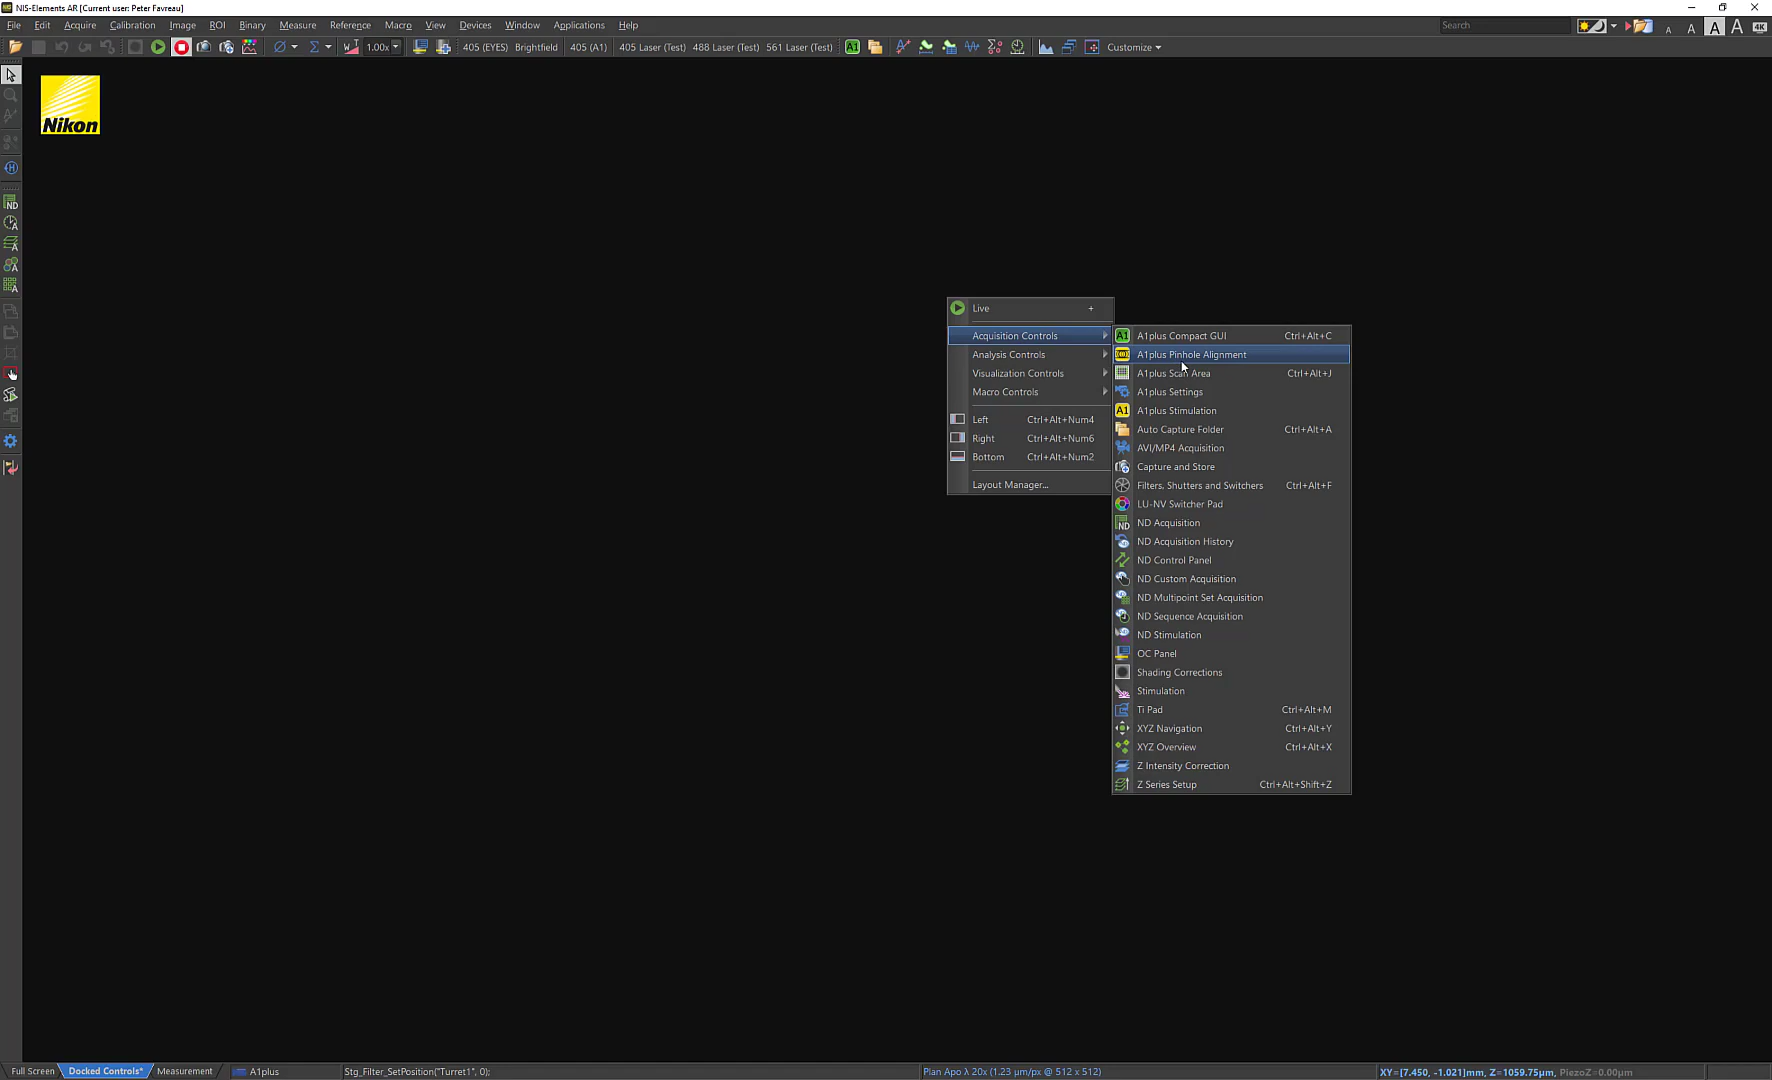 NIS-Elements AR [Current user: Peter Favreau]
File Edit Acquire Calibration Image ROI Binary Measure Reference Macro View Devices Window Applications Help
Search
A A A 4K
1.00x 405 (EYES) Brightfield 405 (A1) 405 Laser (Test) 488 Laser (Test) 561 Laser (Test) A1 Customize
Nikon
ND
Live +
Acquisition Controls
Analysis Controls
Visualization Controls
Macro Controls
Left Ctrl+Alt+Num4
Right Ctrl+Alt+Num6
Bottom Ctrl+Alt+Num2
Layout Manager...
A1 A1plus Compact GUI Ctrl+Alt+C
A1plus Pinhole Alignment
A1plus Scan Area Ctrl+Alt+J
A1plus Settings
A1 A1plus Stimulation
Auto Capture Folder Ctrl+Alt+A
AVI/MP4 Acquisition
Capture and Store
Filters, Shutters and Switchers Ctrl+Alt+F
LU-NV Switcher Pad
ND ND Acquisition
ND Acquisition History
ND Control Panel
ND Custom Acquisition
ND Multipoint Set Acquisition
ND Sequence Acquisition
ND Stimulation
OC Panel
Shading Corrections
Stimulation
Ti Pad Ctrl+Alt+M
XYZ Navigation Ctrl+Alt+Y
XYZ Overview Ctrl+Alt+X
Z Intensity Correction
Z Series Setup Ctrl+Alt+Shift+Z
Full Screen Docked Controls* Measurement A1plus Stg_Filter_SetPosition("Turret1", 0); Plan Apo λ 20x (1.23 µm/px @ 512 x 512) XY=[7.450, -1.021]mm, Z=1059.75µm, PiezoZ=0.00µm